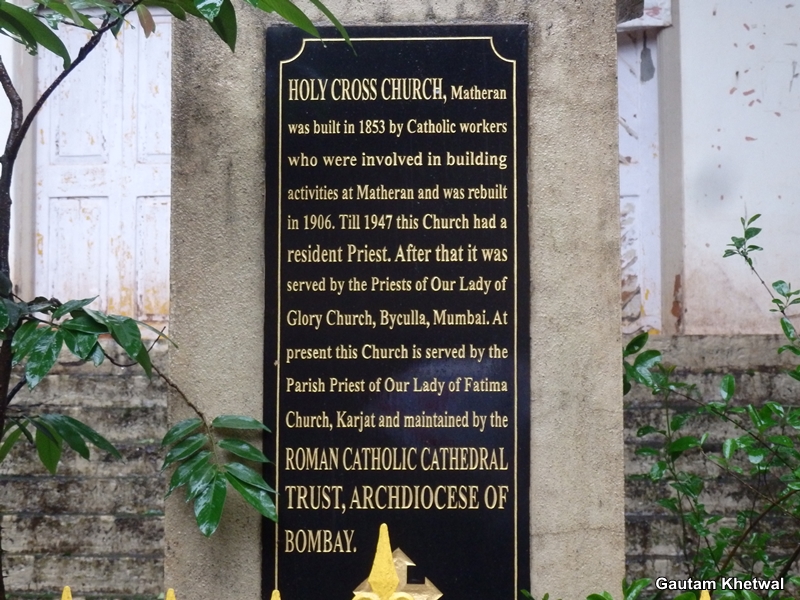 HOLY CROSS CHURCH, Matheran
was built in 1853 by Catholic workers
who were involved in building
activities at Matheran and was rebuilt
in 1906. Till 1947 this Church had a
resident Priest. After that it was
served by the Priests of Our Lady of
Glory Church, Byculla, Mumbai. At
present this Church is served by the
Parish Priest of Our Lady of Fatima
Church, Karjat and maintained by the
ROMAN CATHOLIC CATHEDRAL
TRUST, ARCHDIOCESE OF
BOMBAY.
Gautam Khetwal